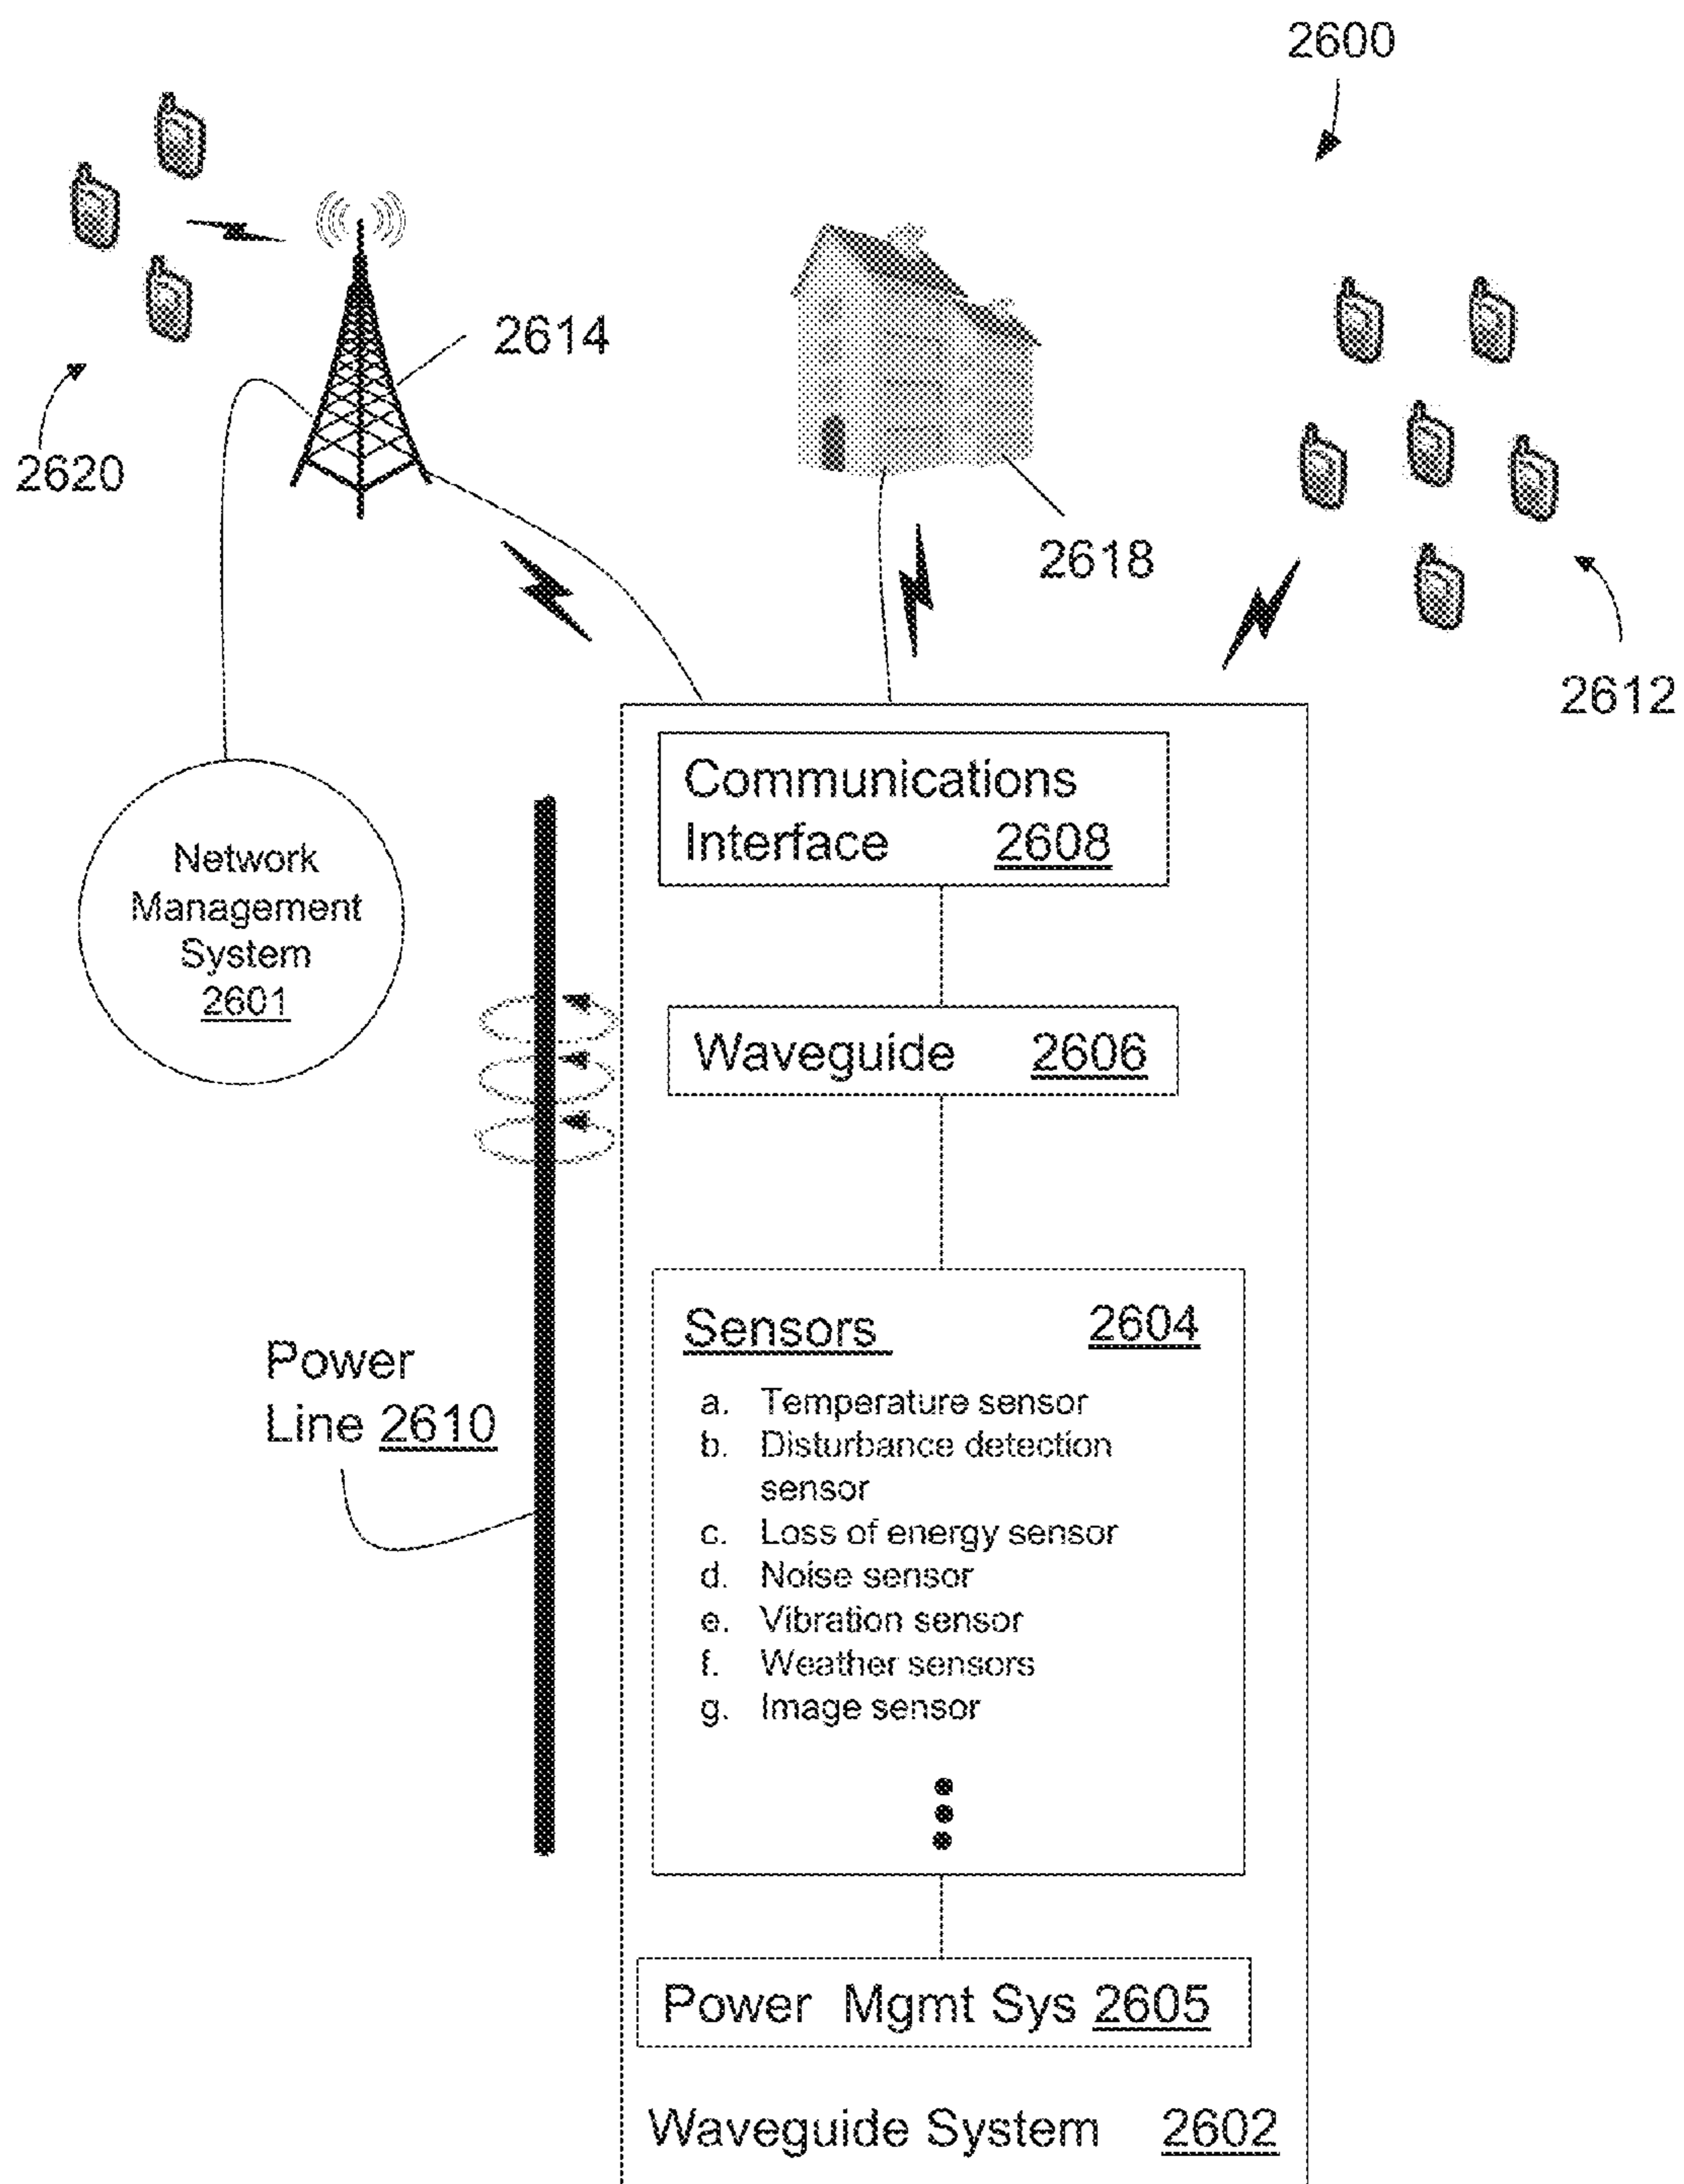 2600
2614
2620
2618
2612
Communications
Interface 2608
Network
Management
System
2601
Waveguide 2606
Sensors 2604
Power
Line 2610
a. Temperature sensor
b. Disturbance detection
sensor
c. Loss of energy sensor
d. Noise sensor
e. Vibration sensor
f. Weather sensors
g. Image sensor
Power Mgmt Sys 2605
Waveguide System 2602